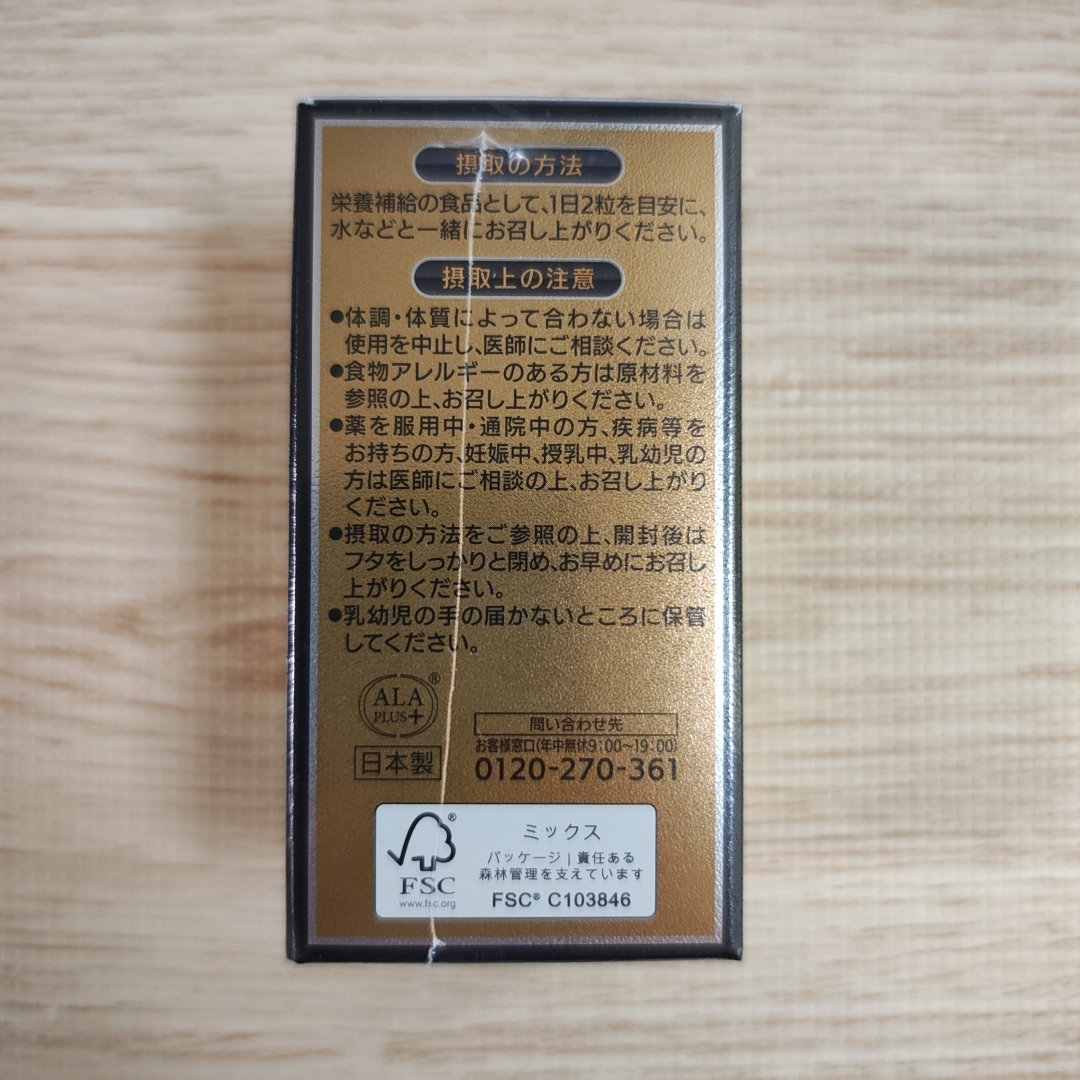 摂取の方法
栄養補給の食品として、1日2粒を目安に、
水などと一緒にお召し上がりください。
摂取上の注意
●体調・体質によって合わない場合は
使用を中止し、医師にご相談ください。
●食物アレルギーのある方は原材料を
参照の上、お召し上がりください。
●薬を服用中・通院中の方、疾病等を
お持ちの方、妊娠中、授乳中、乳幼児の
方は医師にご相談の上、お召し上がり
ください。
●摂取の方法をご参照の上、開封後は
フタをしっかりと閉め、お早めにお召し
上がりください。
●乳幼児の手の届かないところに保管
してください。
ALA®
PLUS+
日本製
問い合わせ先
お客様窓口(年中無休9:00〜19:00)
0120-270-361
®
FSC
www.fsc.org
ミックス
パッケージ | 責任ある
森林管理を支えています
FSC® C103846